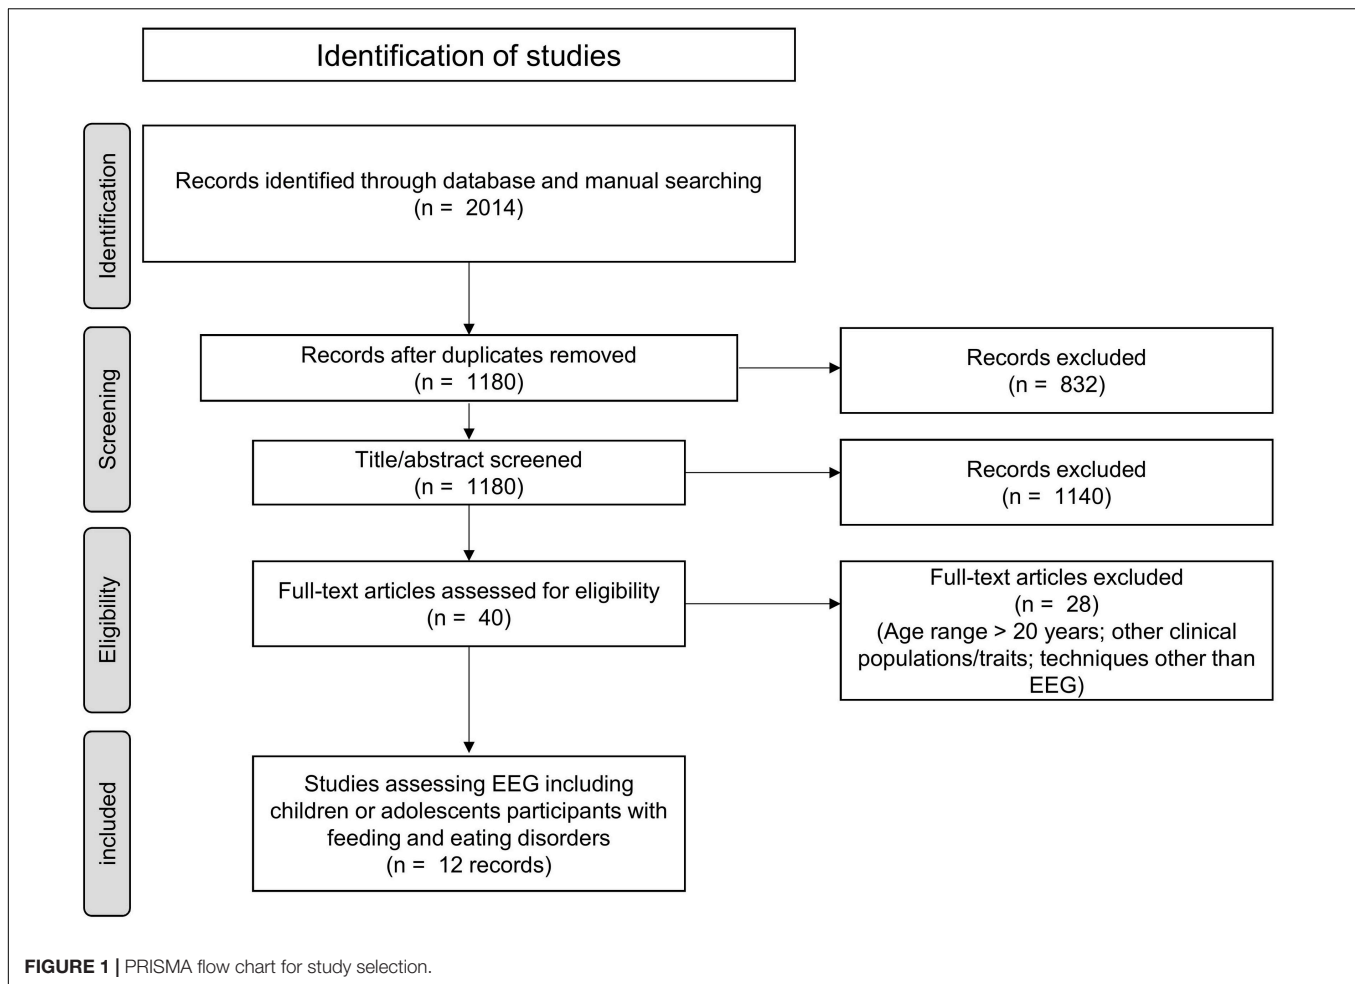 Identification of studies
Identification
Records identified through database and manual searching
(n = 2014)
Screening
Records after duplicates removed
(n = 1180)
Records excluded
(n = 832)
Title/abstract screened
(n = 1180)
Records excluded
(n = 1140)
Eligibility
Full-text articles assessed for eligibility
(n = 40)
Full-text articles excluded
(n = 28)
(Age range > 20 years; other clinical
populations/traits; techniques other than
EEG)
included
Studies assessing EEG including
children or adolescents participants with
feeding and eating disorders
(n = 12 records)
FIGURE 1 | PRISMA flow chart for study selection.